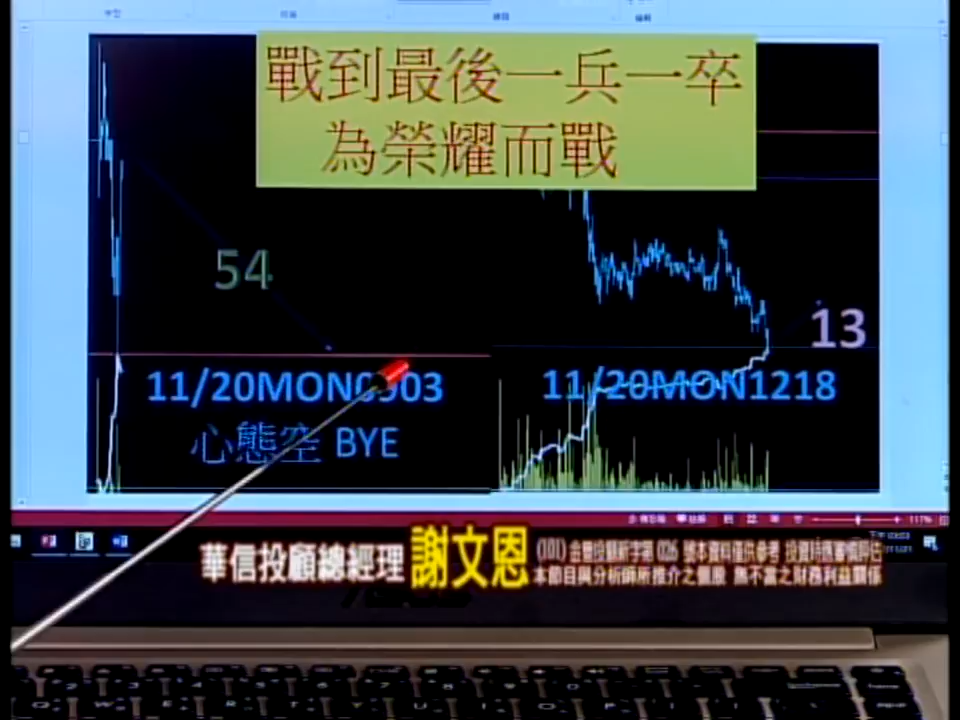 戰到最後一兵一卒
為榮耀而戰
54
13
11/20MON0903
11/20MON1218
心態空 BYE
華信投顧總經理 謝文恩
本節目與分析師所推介之個股 無不當之財務利益關係